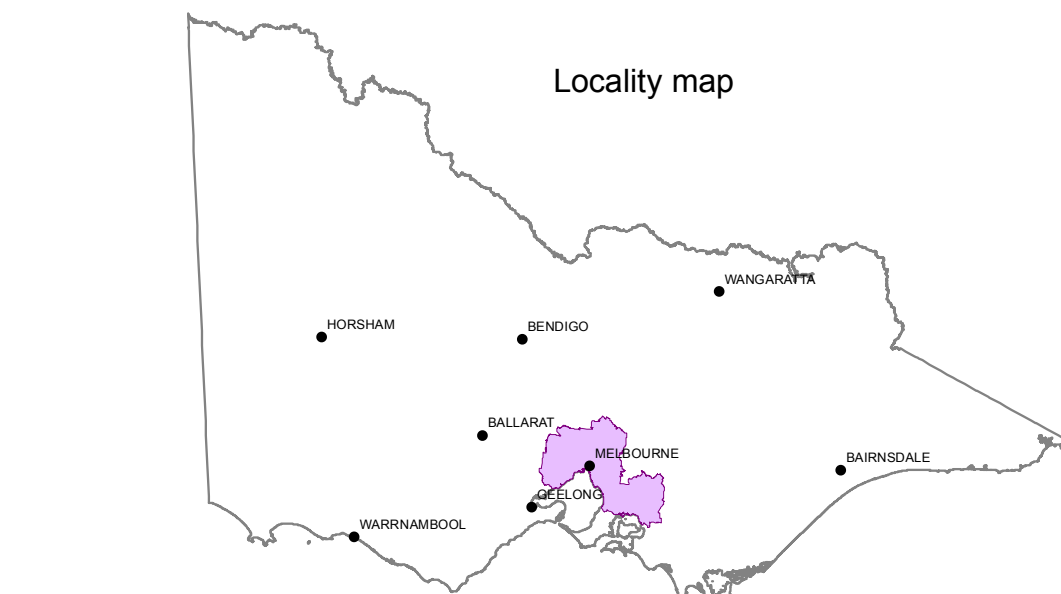 Locality map
WANGARATTA
HORSHAM
BENDIGO
BALLARAT
MELBOURNE
BAIRNSDALE
GEELONG
WARRNAMBOOL